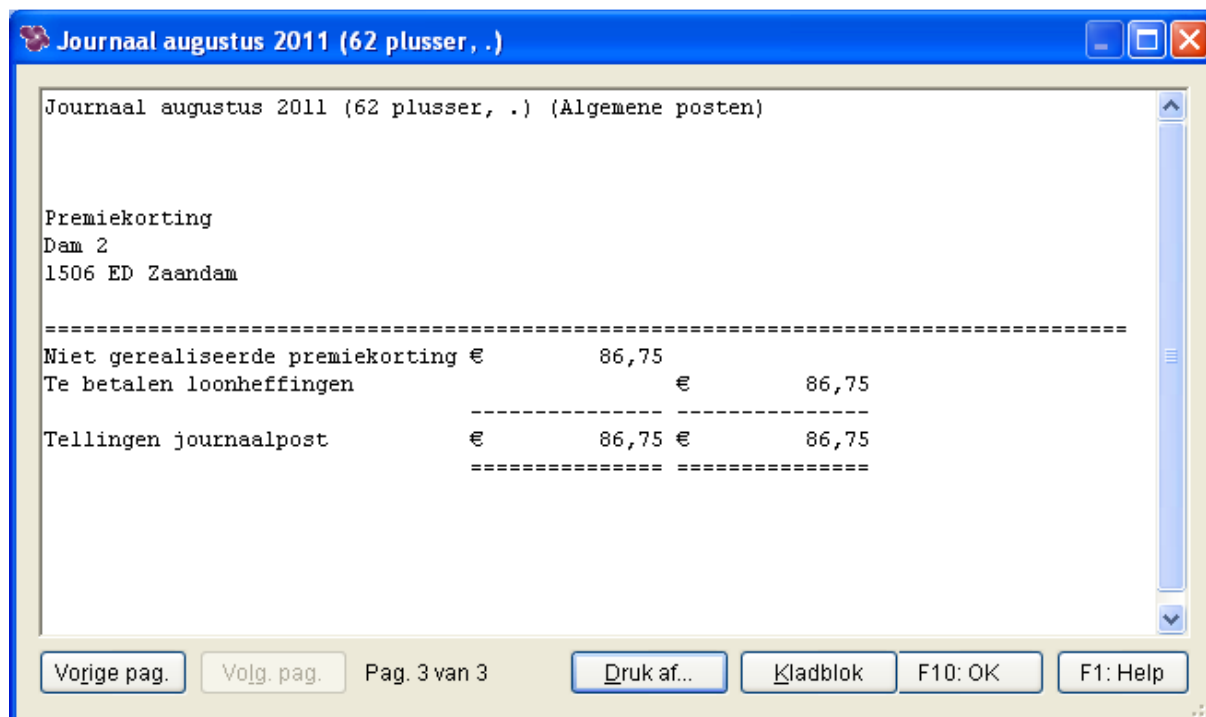 Journaal augustus 2011 (62 plusser, .)
Journaal augustus 2011 (62 plusser, .) (Algemene posten)
Premiekorting
Dam 2
1506 ED Zaandam
=====================================================================================
Niet gerealiseerde premiekorting € 86,75
Te betalen loonheffingen € 86,75
--------------- ---------------
Tellingen journaalpost € 86,75 € 86,75
=============== ===============
Vorige pag. Volg. pag. Pag. 3 van 3 Druk af... Kladblok F10: OK F1: Help